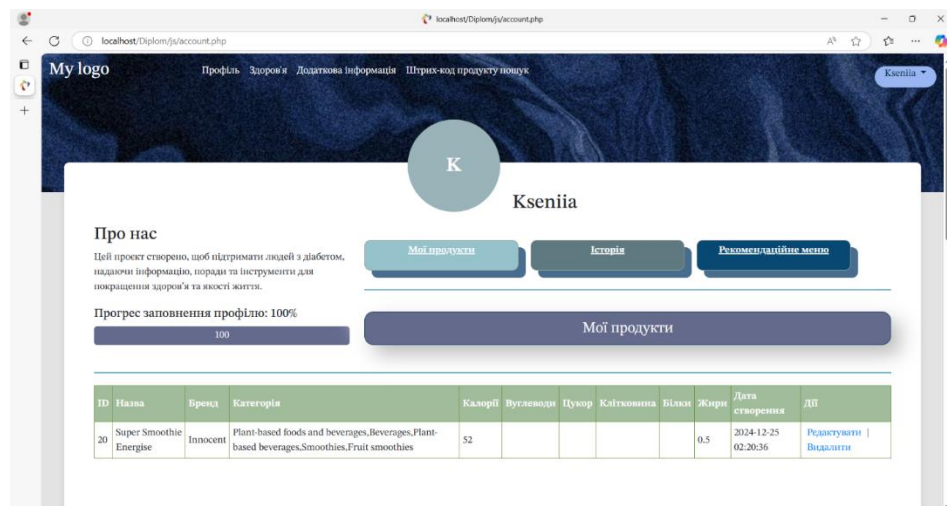 localhost/Diplom/js/account.php
localhost/Diplom/js/account.php
My logo
Профіль Здоров'я Додаткова інформація Штрих-код продукту пошук
Kseniia
K
Kseniia
Про нас
Цей проєкт створено, щоб підтримати людей з діабетом,
надаючи інформацію, поради та інструменти для
покращення здоров'я та якості життя.
Прогрес заповнення профілю: 100%
100
Мої продукти
Історія
Рекомендаційне меню
Мої продукти
ID Назва Бренд Категорія Калорії Вуглеводи Цукор Клітковина Білки Жири Дата створення Дії
20 Super Smoothie Energise Innocent Plant-based foods and beverages,Beverages,Plant-based beverages,Smoothies,Fruit smoothies 52 0.5 2024-12-25 02:20:36 Редактувати | Видалити